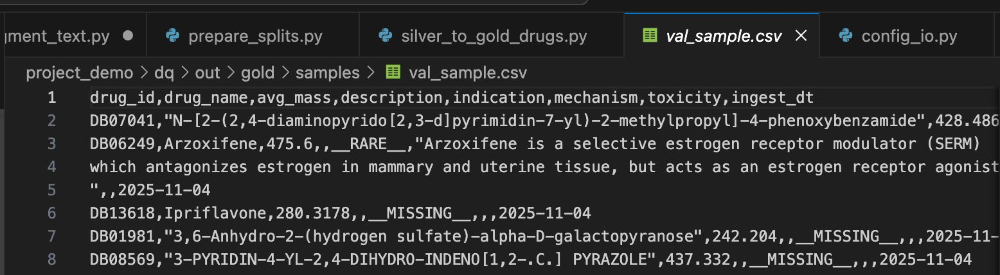 gment_text.py
prepare_splits.py
silver_to_gold_drugs.py
val_sample.csv
config_io.py
project_demo > dq > out > gold > samples > val_sample.csv
1 drug_id,drug_name,avg_mass,description,indication,mechanism,toxicity,ingest_dt
2 DB07041,"N-[2-(2,4-diaminopyrido[2,3-d]pyrimidin-7-yl)-2-methylpropyl]-4-phenoxybenzamide",428.486
3 DB06249,Arzoxifene,475.6,,__RARE__,"Arzoxifene is a selective estrogen receptor modulator (SERM)
4 which antagonizes estrogen in mammary and uterine tissue, but acts as an estrogen receptor agonist
5 ",,2025-11-04
6 DB13618,Ipriflavone,280.3178,,__MISSING__,,,2025-11-04
7 DB01981,"3,6-Anhydro-2-(hydrogen sulfate)-alpha-D-galactopyranose",242.204,,__MISSING__,,,2025-11-
8 DB08569,"3-PYRIDIN-4-YL-2,4-DIHYDRO-INDENO[1,2-.C.] PYRAZOLE",437.332,,__MISSING__,,,2025-11-04